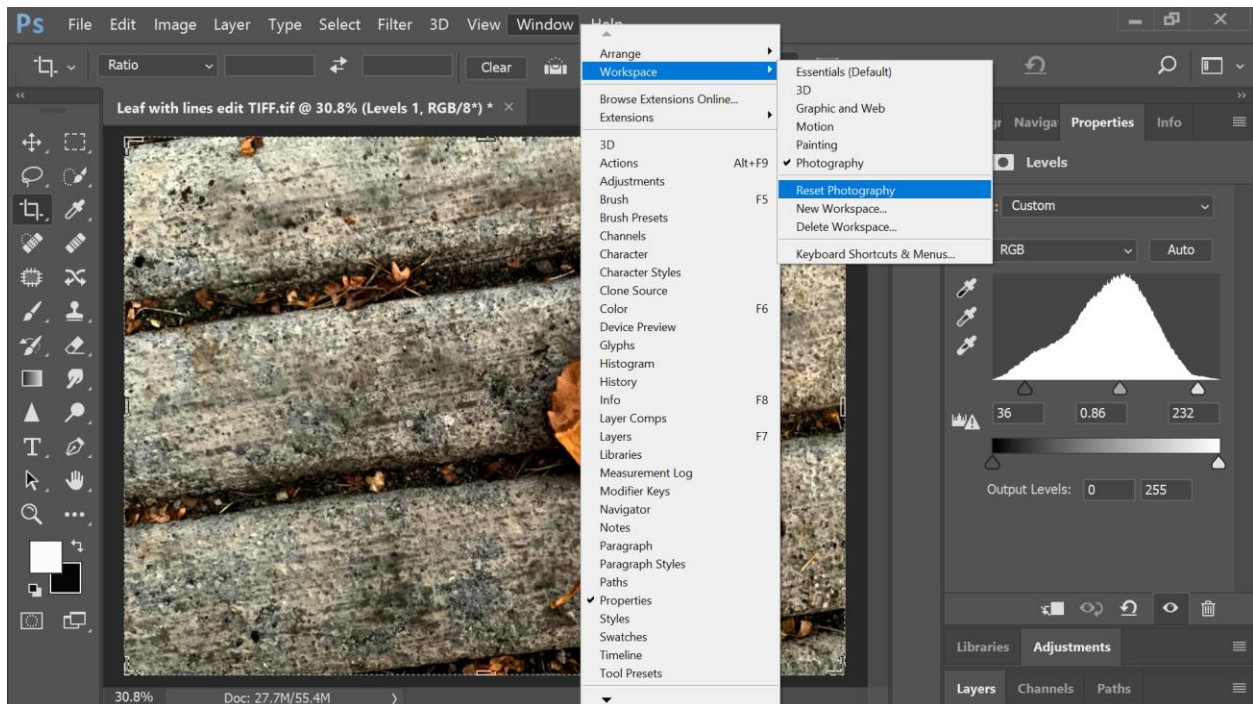 Ps File Edit Image Layer Type Select Filter 3D View Window Help
Ratio Clear
Leaf with lines edit TIFF.tif @ 30.8% (Levels 1, RGB/8*) * ×
Arrange
Workspace
Browse Extensions Online...
Extensions
3D
Actions Alt+F9
Adjustments
Brush F5
Brush Presets
Channels
Character
Character Styles
Clone Source
Color F6
Device Preview
Glyphs
Histogram
History
Info F8
Layer Comps
Layers F7
Libraries
Measurement Log
Modifier Keys
Navigator
Notes
Paragraph
Paragraph Styles
Paths
Properties
Styles
Swatches
Timeline
Tool Presets
Essentials (Default)
3D
Graphic and Web
Motion
Painting
Photography
Reset Photography
New Workspace...
Delete Workspace...
Keyboard Shortcuts & Menus...
Naviga Properties Info
Levels
Custom
RGB Auto
36 0.86 232
Output Levels: 0 255
Libraries Adjustments
Layers Channels Paths
30.8% Doc: 27.7M/55.4M